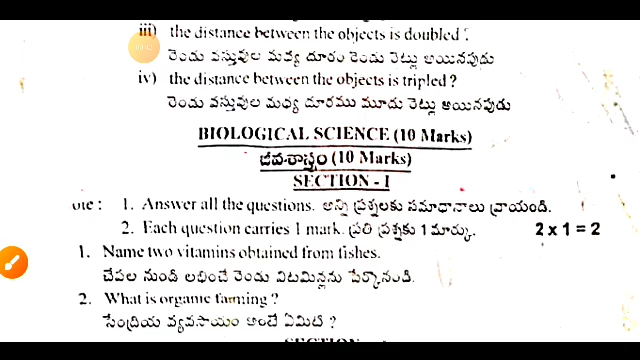 iii) the distance between the objects is doubled ?
రెండు వస్తువుల మధ్య దూరం రెండు రెట్లు అయినపుడు
iv) the distance between the objects is tripled ?
రెండు వస్తువుల మధ్య దూరము మూడు రెట్లు అయినపుడు
BIOLOGICAL SCIENCE (10 Marks)
జీవశాస్త్రం (10 Marks)
SECTION - I
ote : 1. Answer all the questions. అన్ని ప్రశ్నలకు సమాధానాలు వ్రాయండి.
2. Each question carries 1 mark. ప్రతి ప్రశ్నకు 1 మార్కు. 2 x 1 = 2
1. Name two vitamins obtained from fishes.
చేపల నుండి లభించే రెండు విటమిన్లను పేర్కొనండి.
2. What is organic farming ?
సేంద్రియ వ్యవసాయం అంటే ఏమిటి ?